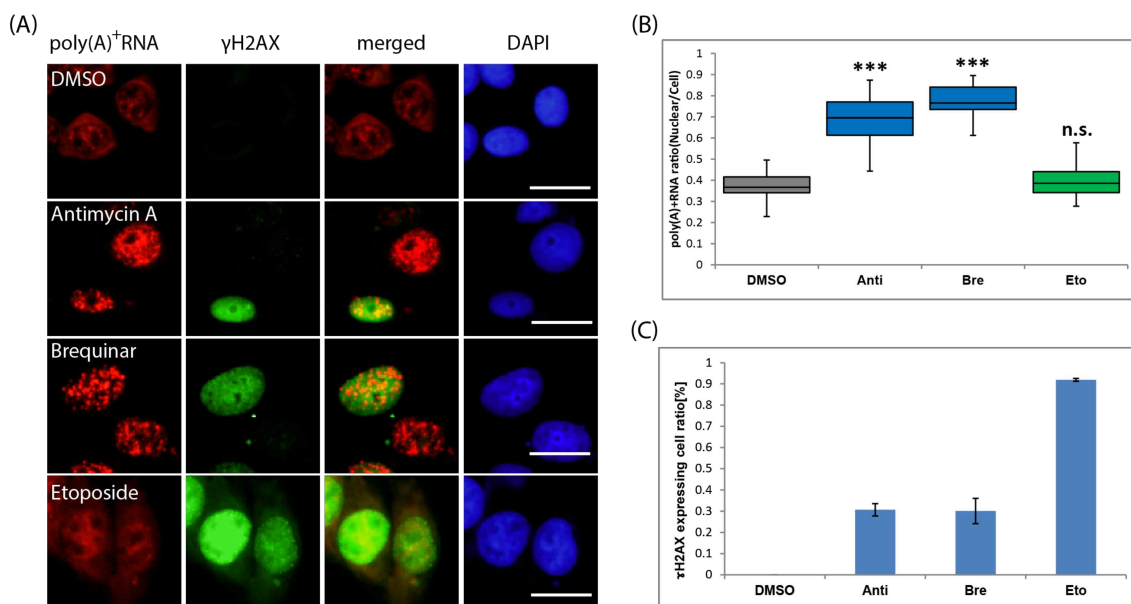 (A)
poly(A)⁺RNA γH2AX merged DAPI
DMSO
Antimycin A
Brequinar
Etoposide
(B)
poly(A)+RNA ratio(Nuclear/Cell)
1
0.9
0.8
0.7
0.6
0.5
0.4
0.3
0.2
0.1
0
*** *** n.s.
DMSO Anti Bre Eto
(C)
ɤH2AX expressing cell ratio[%]
1
0.9
0.8
0.7
0.6
0.5
0.4
0.3
0.2
0.1
0
DMSO Anti Bre Eto